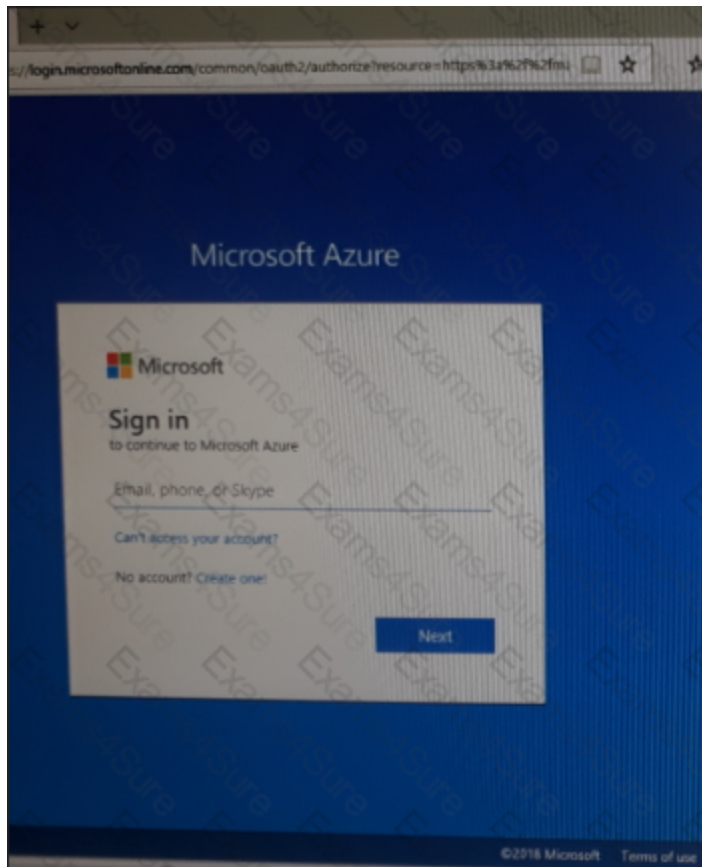 s://login.microsoftonline.com/common/oauth2/authorize?resource=https%3a%2f%2fm
Microsoft Azure
Microsoft
Sign in
to continue to Microsoft Azure
Email, phone, or Skype
Can't access your account?
No account? Create one!
Next
©2018 Microsoft Terms of use
Exams4Sure